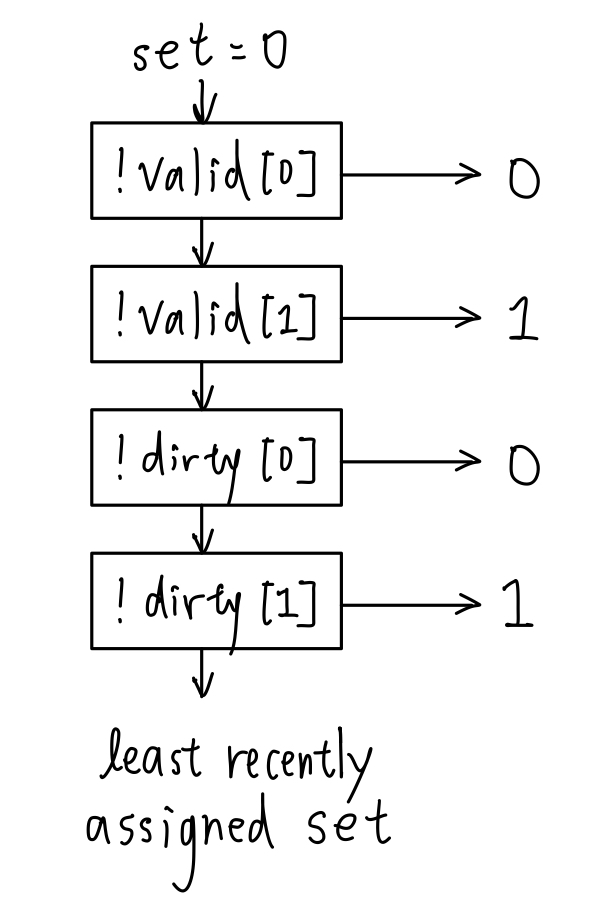 set = 0
!valid[0] 0
!valid[1] 1
!dirty[0] 0
!dirty[1] 1
least recently
assigned set